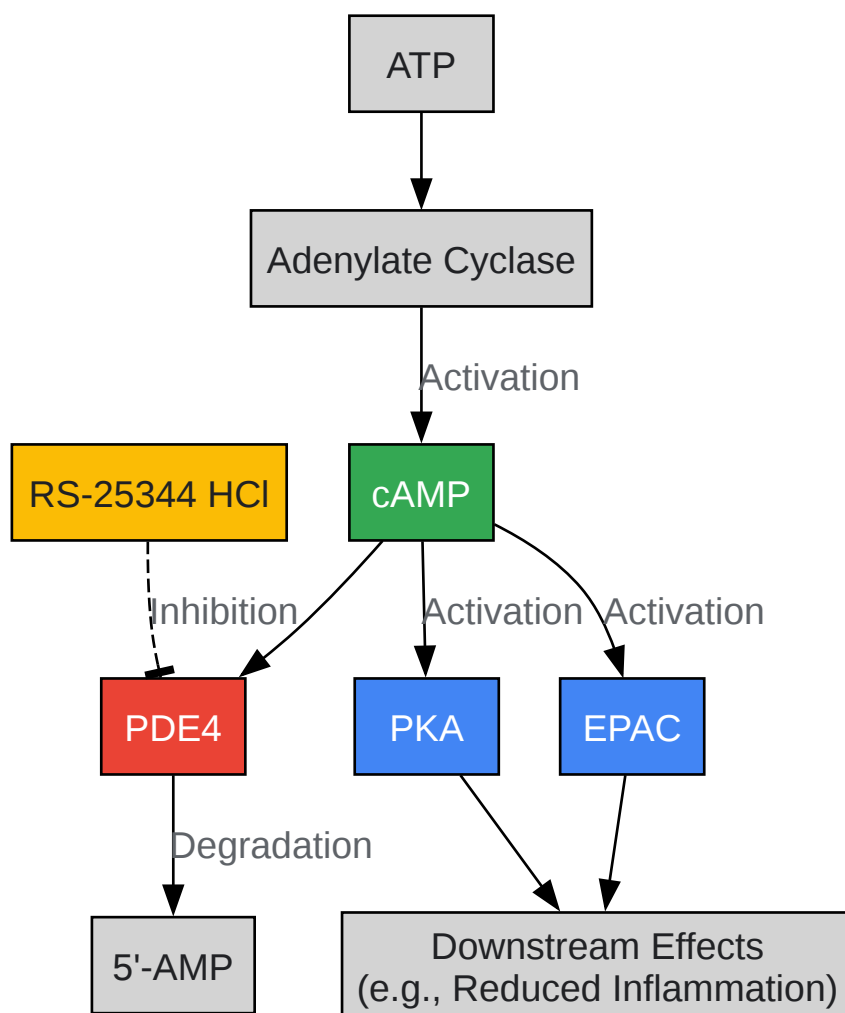 ATP
Adenylate Cyclase
Activation
RS-25344 HCl
cAMP
Inhibition
Activation
Activation
PDE4
PKA
EPAC
Degradation
5'-AMP
Downstream Effects
(e.g., Reduced Inflammation)